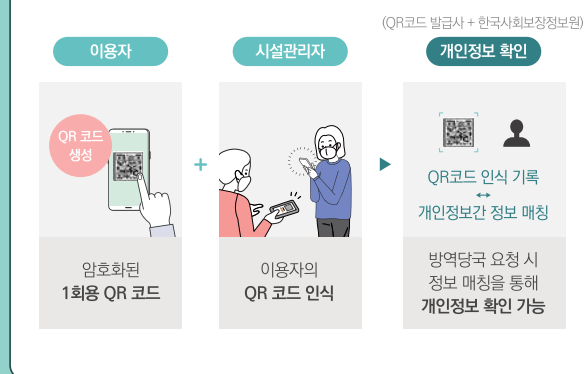 (QR코드 발급사 + 한국사회보장정보원)
이용자
시설관리자
개인정보 확인
QR 코드
생성
+
QR코드 인식 기록
↔
개인정보간 정보 매칭
암호화된
1회용 QR 코드
이용자의
QR 코드 인식
방역당국 요청 시
정보 매칭을 통해
개인정보 확인 가능